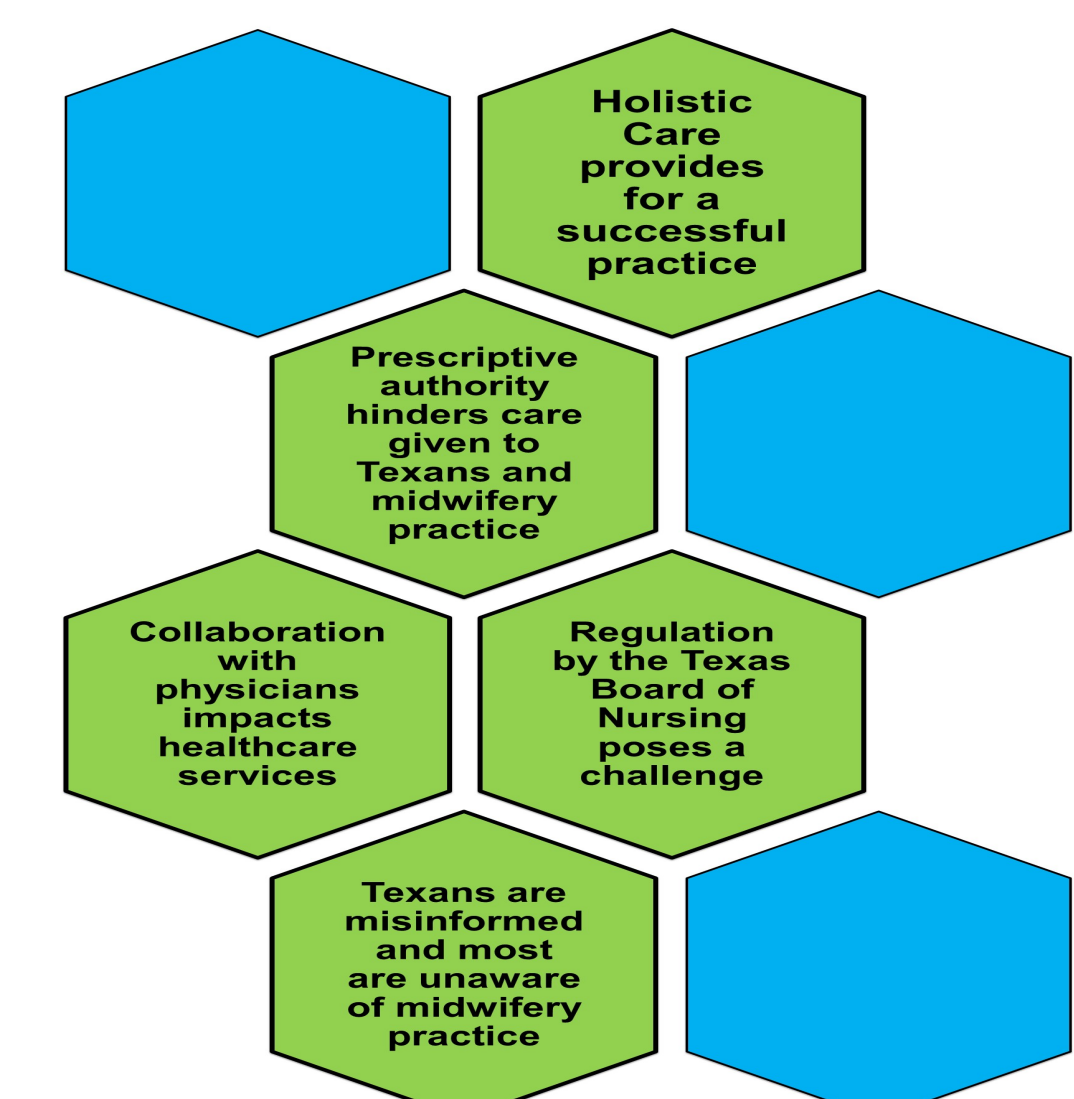 Holistic
Care
provides
for a
successful
practice
Prescriptive
authority
hinders care
given to
Texans and
midwifery
practice
Collaboration
with
physicians
impacts
healthcare
services
Regulation
by the Texas
Board of
Nursing
poses a
challenge
Texans are
misinformed
and most
are unaware
of midwifery
practice